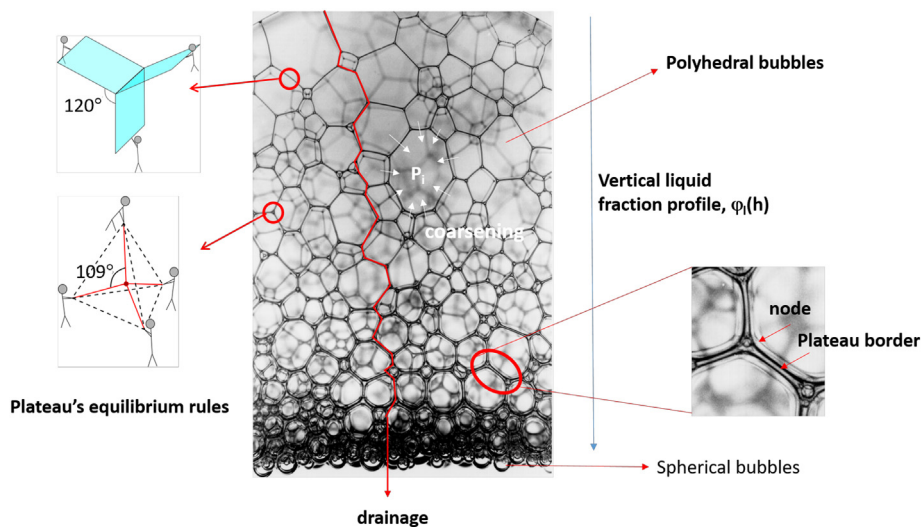 120°
109°
Plateau's equilibrium rules
Pi
coarsening
drainage
Polyhedral bubbles
Vertical liquid
fraction profile, φl(h)
node
Plateau border
Spherical bubbles